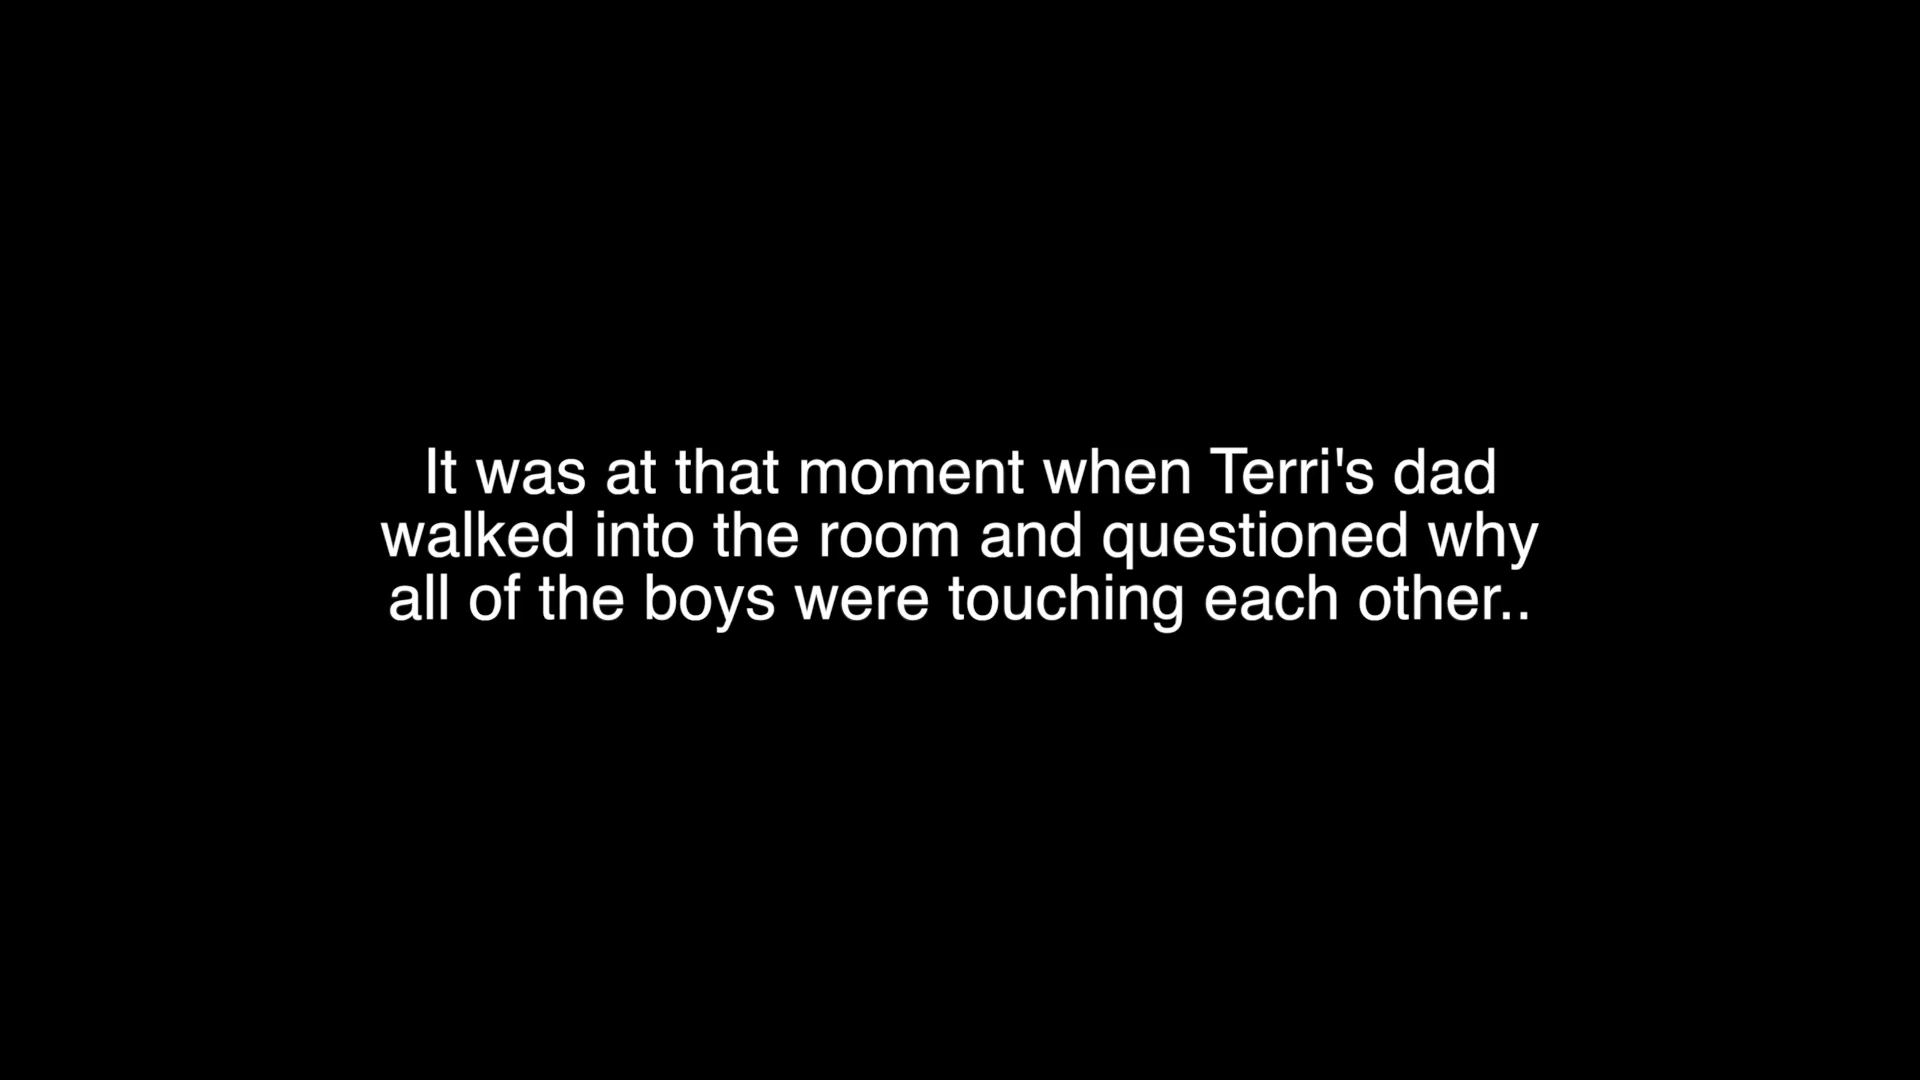 It was at that moment when Terri's dad
walked into the room and questioned why
all of the boys were touching each other..